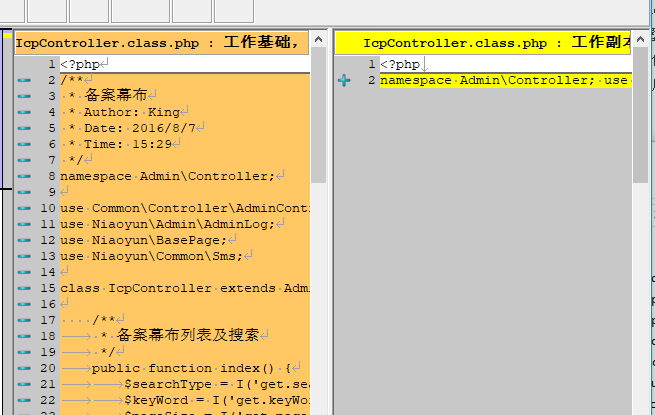 IcpController.class.php : 工作基础,
1 <?php
2 /**
3 * 备案幕布
4 * Author: King
5 * Date: 2016/8/7
6 * Time: 15:29
7 */
8 namespace Admin\Controller;
9
10 use Common\Controller\AdminCont
11 use Niaoyun\Admin\AdminLog;
12 use Niaoyun\BasePage;
13 use Niaoyun\Common\Sms;
14
15 class IcpController extends Adm
16
17 /**
18 * 备案幕布列表及搜索
19 */
20 public function index() {
21 $searchType = I('get.sea
22 $keyWord = I('get.keyWor
IcpController.class.php : 工作副本
1 <?php
2 namespace Admin\Controller; use